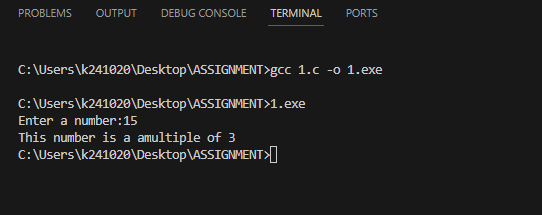 PROBLEMS OUTPUT DEBUG CONSOLE TERMINAL PORTS
C:\Users\k241020\Desktop\ASSIGNMENT>gcc 1.c -o 1.exe
C:\Users\k241020\Desktop\ASSIGNMENT>1.exe
Enter a number:15
This number is a amultiple of 3
C:\Users\k241020\Desktop\ASSIGNMENT>